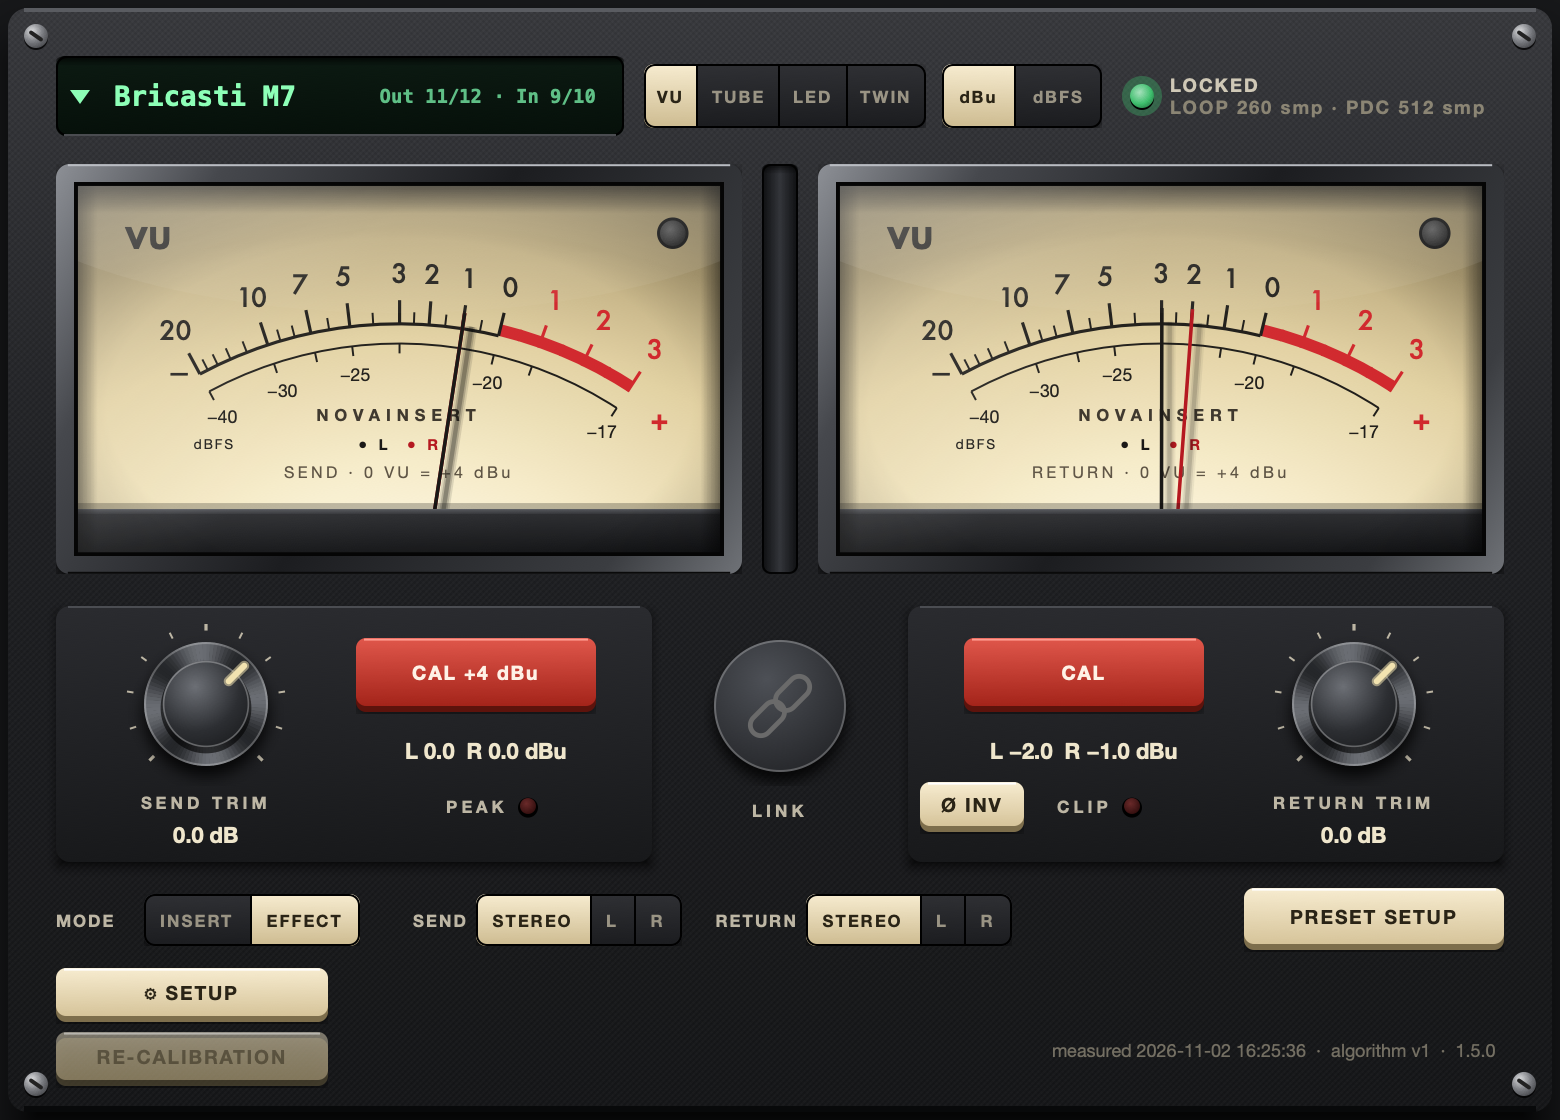 Bricasti M7 Out 11/12 · In 9/10
VU TUBE LED TWIN
dBu dBFS
LOCKED
LOOP 260 smp · PDC 512 smp
VU
20 10 7 5 3 2 1 0 1 2 3
− +
−40 −30 −25 −20 −17
dBFS
NOVAINSERT
• L • R
SEND · 0 VU = +4 dBu
VU
20 10 7 5 3 2 1 0 1 2 3
− +
−40 −30 −25 −20 −17
dBFS
NOVAINSERT
• L • R
RETURN · 0 VU = +4 dBu
CAL +4 dBu
L 0.0 R 0.0 dBu
PEAK
SEND TRIM
0.0 dB
LINK
CAL
L −2.0 R −1.0 dBu
Ø INV
CLIP
RETURN TRIM
0.0 dB
MODE INSERT EFFECT
SEND STEREO L R
RETURN STEREO L R
PRESET SETUP
⚙ SETUP
RE-CALIBRATION
measured 2026-11-02 16:25:36 · algorithm v1 · 1.5.0